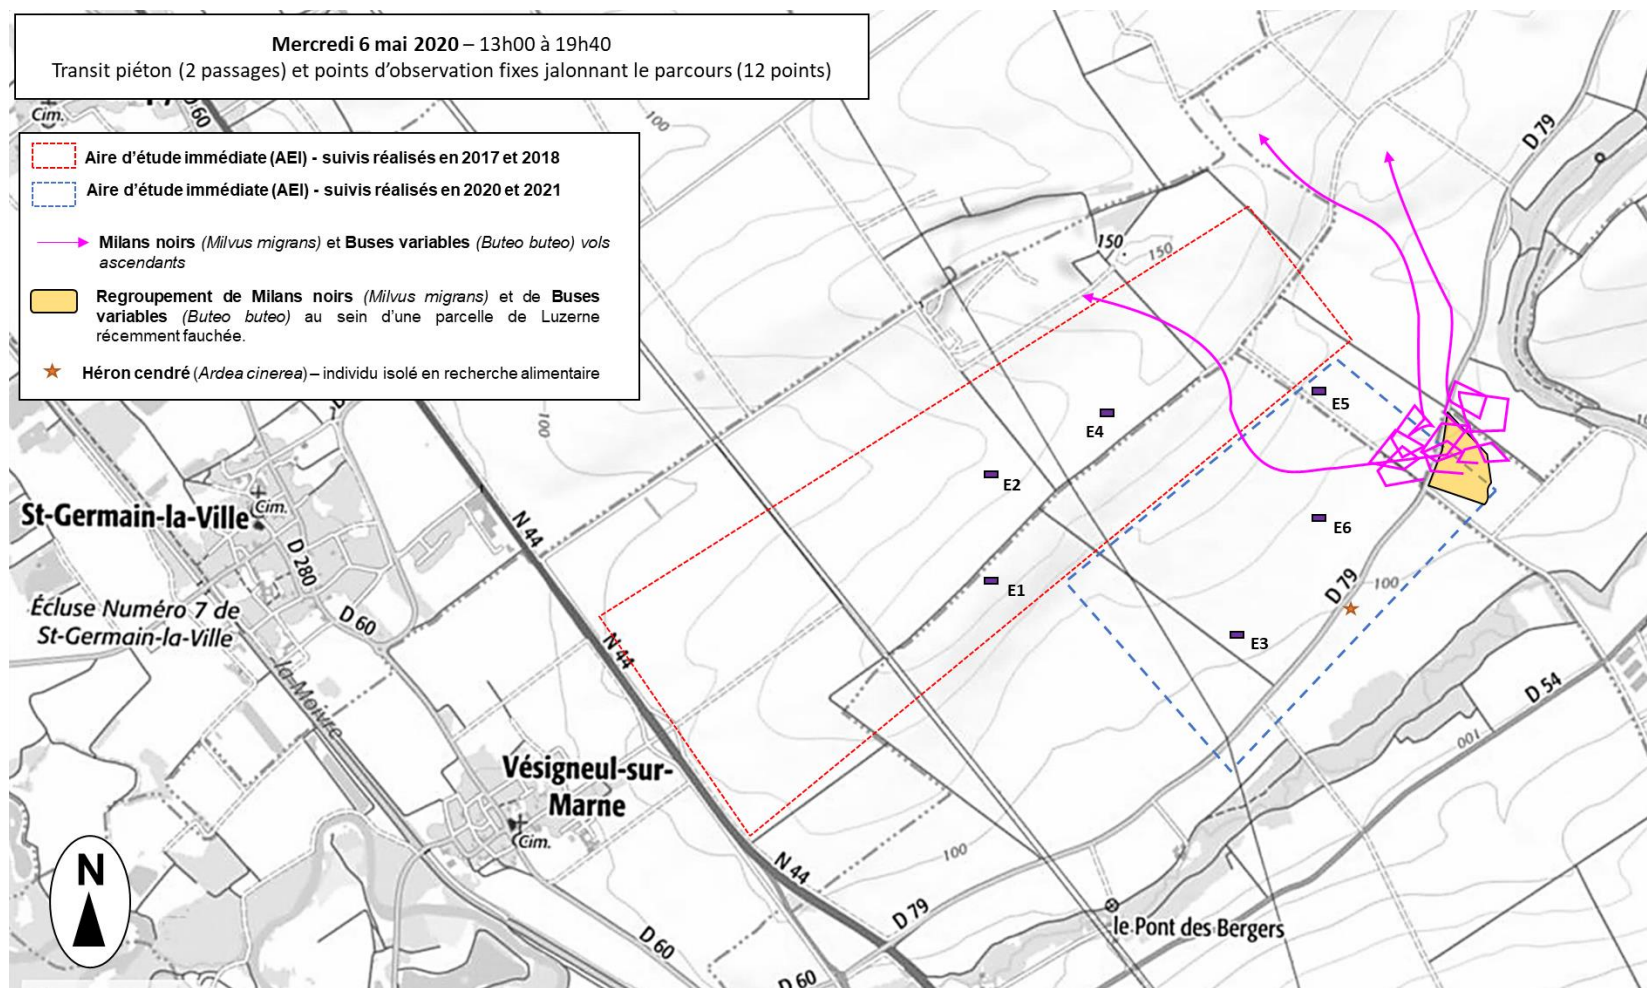 Mercredi 6 mai 2020 – 13h00 à 19h40
Transit piéton (2 passages) et points d’observation fixes jalonnant le parcours (12 points)
Cim.
D 60
Aire d’étude immédiate (AEI) - suivis réalisés en 2017 et 2018
Aire d’étude immédiate (AEI) - suivis réalisés en 2020 et 2021
Milans noirs (Milvus migrans) et Buses variables (Buteo buteo) vols
ascendants
Regroupement de Milans noirs (Milvus migrans) et de Buses
variables (Buteo buteo) au sein d’une parcelle de Luzerne
récemment fauchée.
Héron cendré (Ardea cinerea) – individu isolé en recherche alimentaire
100
D 79
150
150
100
E5
E4
E2
E6
E1
E3
St-Germain-la-Ville
Cim.
N 44
D 280
Écluse Numéro 7 de
St-Germain-la-Ville
D 60
la Moivre
N 44
D 79
100
D 54
100
Vésigneul-sur-
Marne
Cim.
N 44
100
D 79
le Pont des Bergers
D 60
D 60
N